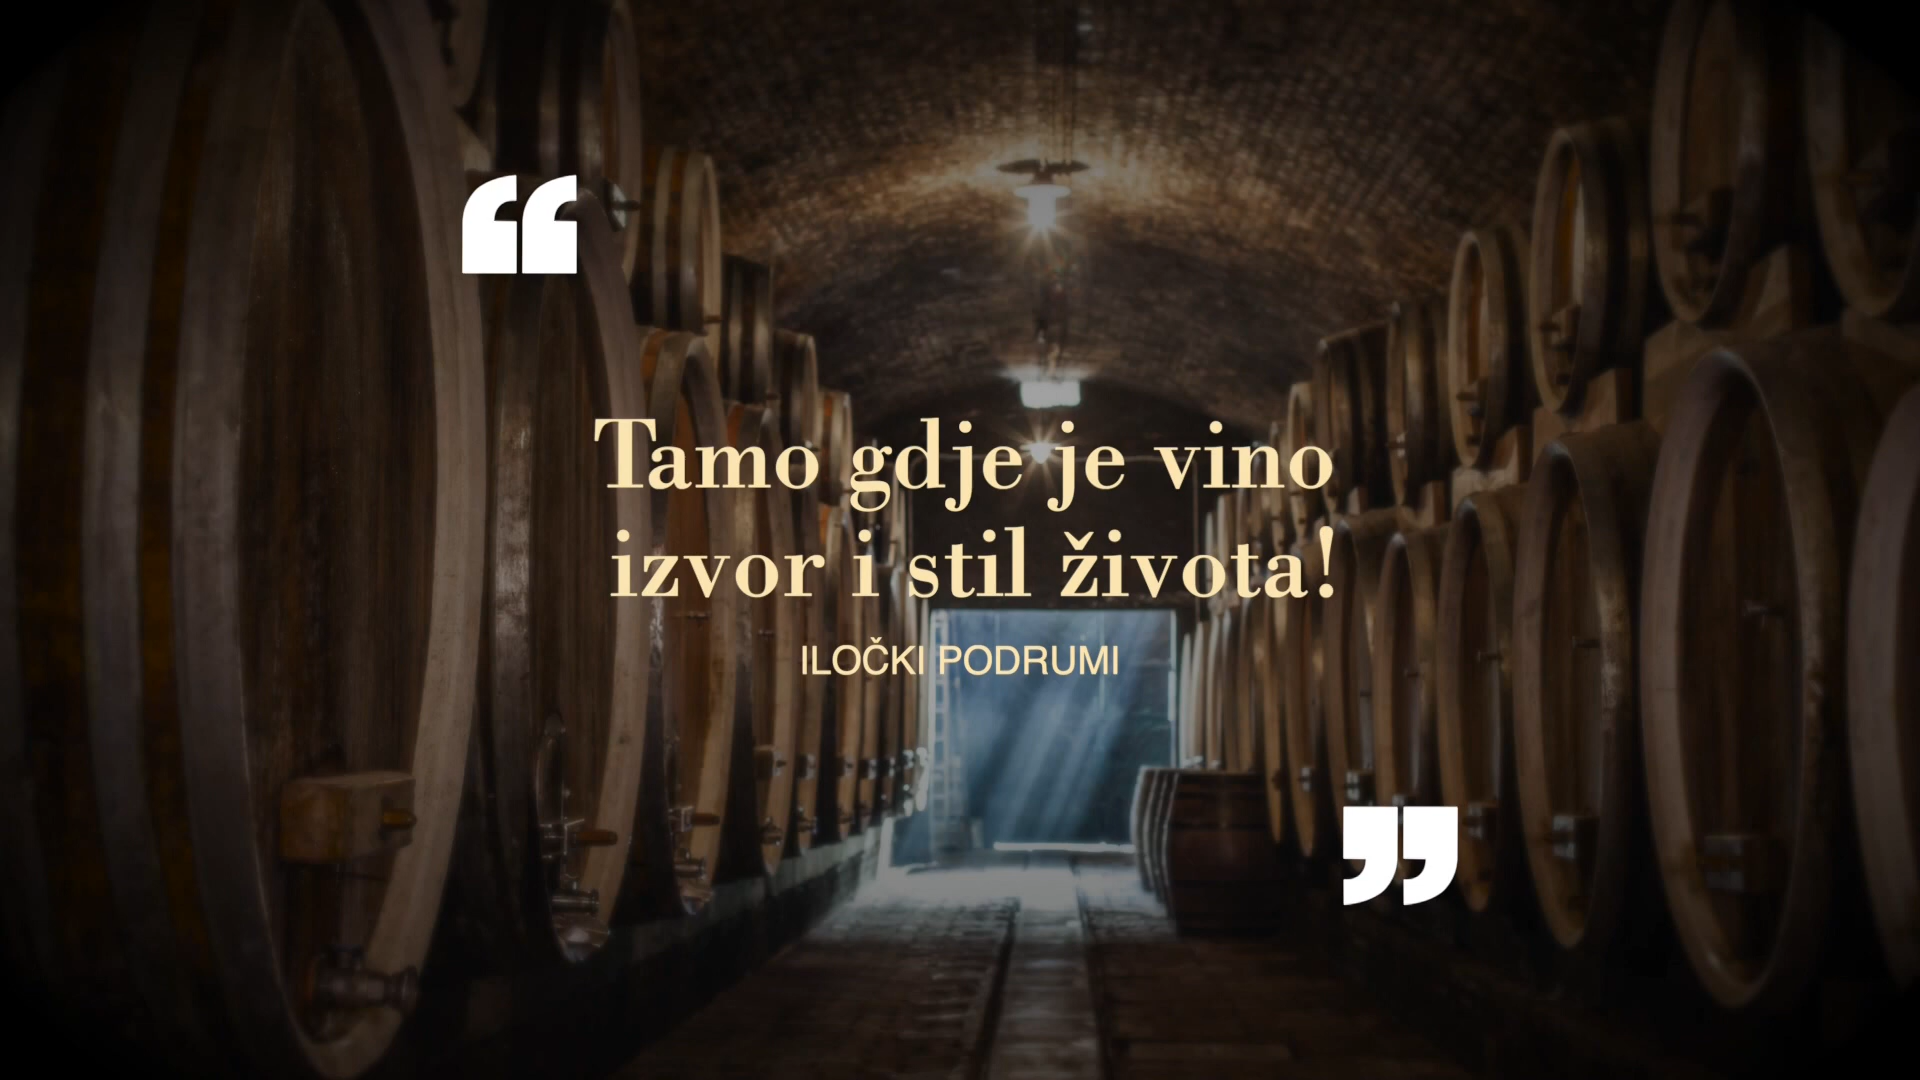 “
Tamo gdje je vino
izvor i stil života!
ILOČKI PODRUMI
”